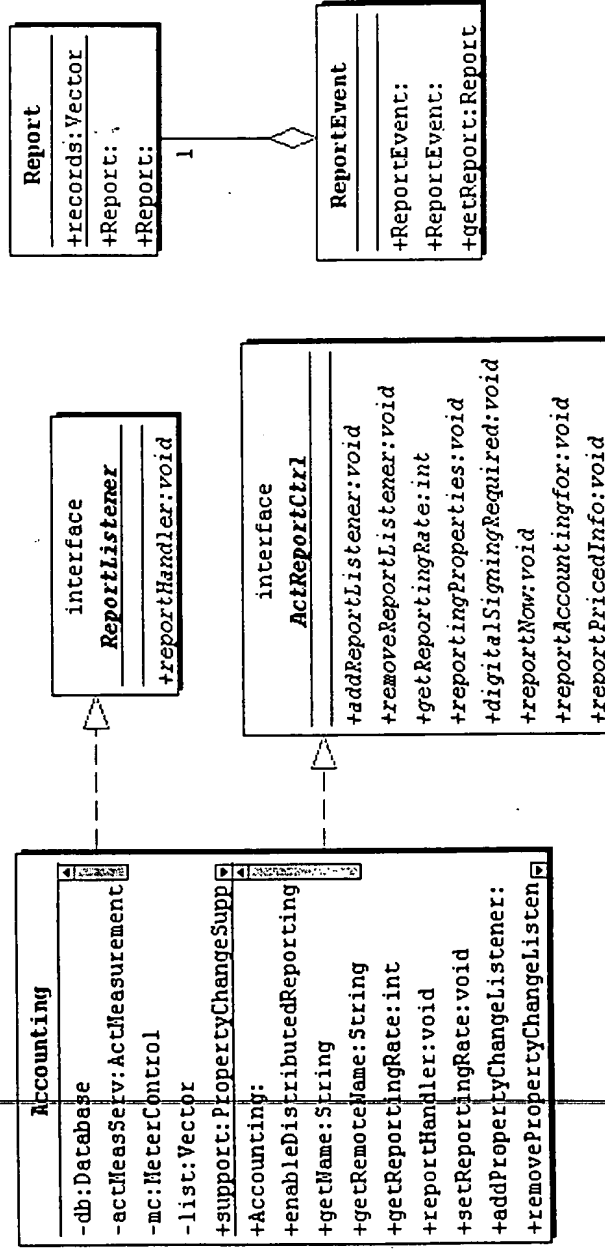 Accounting
-db:Database
-actMeasServ:ActMeasurement
-mc:MeterControl
-list:Vector
+support:PropertyChangeSupp
+Accounting:
+enableDistributedReporting
+getName:String
+getRemoteName:String
+getReportingRate:int
+reportHandler:void
+setReportingRate:void
+addPropertyChangeListener:
+removePropertyChangeListen
interface
ReportListener
+reportHandler:void
interface
ActReportCtrl
+addReportListener:void
+removeReportListener:void
+getReportingRate:int
+reportingProperties:void
+digitalSigningRequired:void
+reportNow:void
+reportAccountingfor:void
+reportPricedInfo:void
Report
+records:Vector
+Report:
+Report:
1
ReportEvent
+ReportEvent:
+ReportEvent:
+getReport:Report